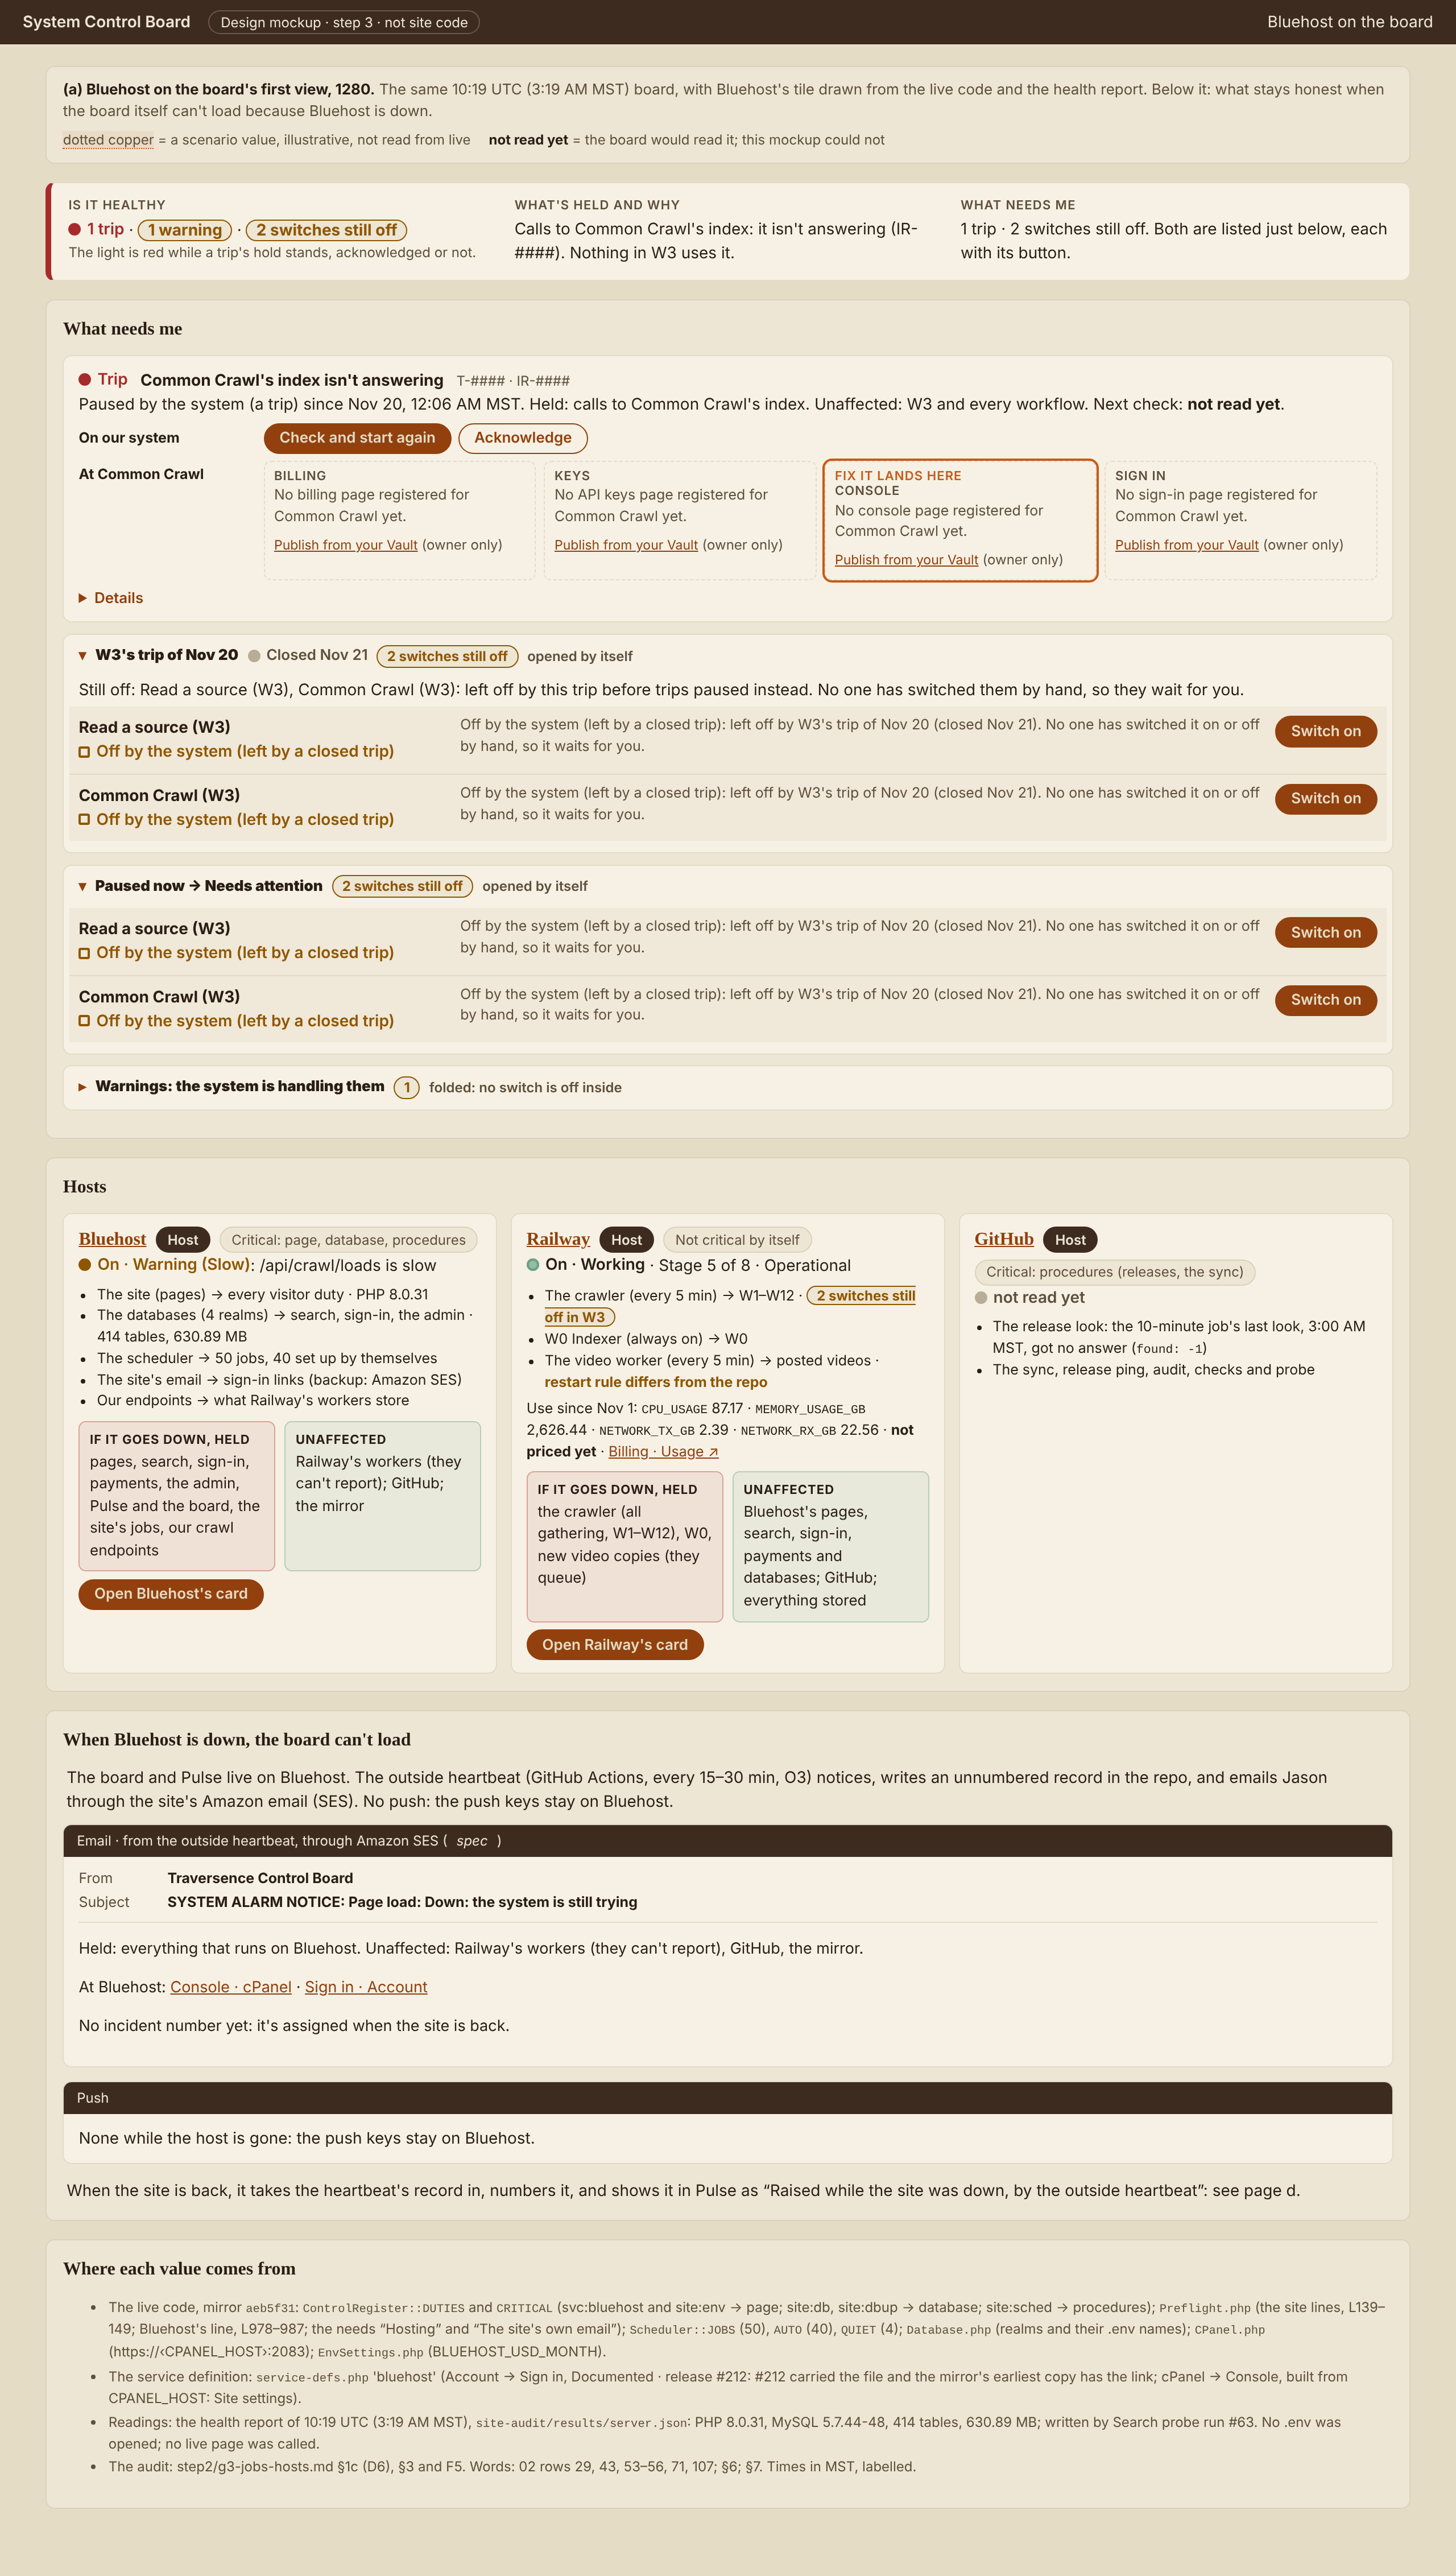 System Control Board
Design mockup · step 3 · not site code
Bluehost on the board
(a) Bluehost on the board's first view, 1280. The same 10:19 UTC (3:19 AM MST) board, with Bluehost's tile drawn from the live code and the health report. Below it: what stays honest when
the board itself can't load because Bluehost is down.
dotted copper = a scenario value, illustrative, not read from live not read yet = the board would read it; this mockup could not
IS IT HEALTHY
1 trip · 1 warning · 2 switches still off
The light is red while a trip's hold stands, acknowledged or not.
WHAT'S HELD AND WHY
Calls to Common Crawl's index: it isn't answering (IR-
####). Nothing in W3 uses it.
WHAT NEEDS ME
1 trip · 2 switches still off. Both are listed just below, each
with its button.
What needs me
Trip Common Crawl's index isn't answering T-#### · IR-####
Paused by the system (a trip) since Nov 20, 12:06 AM MST. Held: calls to Common Crawl's index. Unaffected: W3 and every workflow. Next check: not read yet.
On our system
Check and start again
Acknowledge
At Common Crawl
BILLING
No billing page registered for
Common Crawl yet.
Publish from your Vault (owner only)
KEYS
No API keys page registered for
Common Crawl yet.
Publish from your Vault (owner only)
FIX IT LANDS HERE
CONSOLE
No console page registered for
Common Crawl yet.
Publish from your Vault (owner only)
SIGN IN
No sign-in page registered for
Common Crawl yet.
Publish from your Vault (owner only)
▶ Details
▼ W3's trip of Nov 20 Closed Nov 21 2 switches still off opened by itself
Still off: Read a source (W3), Common Crawl (W3): left off by this trip before trips paused instead. No one has switched them by hand, so they wait for you.
Read a source (W3)
Off by the system (left by a closed trip)
Off by the system (left by a closed trip): left off by W3's trip of Nov 20 (closed Nov 21). No one has switched it on or off
by hand, so it waits for you.
Switch on
Common Crawl (W3)
Off by the system (left by a closed trip)
Off by the system (left by a closed trip): left off by W3's trip of Nov 20 (closed Nov 21). No one has switched it on or off
by hand, so it waits for you.
Switch on
▼ Paused now → Needs attention 2 switches still off opened by itself
Read a source (W3)
Off by the system (left by a closed trip)
Off by the system (left by a closed trip): left off by W3's trip of Nov 20 (closed Nov 21). No one has switched it on or off
by hand, so it waits for you.
Switch on
Common Crawl (W3)
Off by the system (left by a closed trip)
Off by the system (left by a closed trip): left off by W3's trip of Nov 20 (closed Nov 21). No one has switched it on or off
by hand, so it waits for you.
Switch on
▶ Warnings: the system is handling them 1 folded: no switch is off inside
Hosts
Bluehost Host Critical: page, database, procedures
On · Warning (Slow): /api/crawl/loads is slow
• The site (pages) → every visitor duty · PHP 8.0.31
• The databases (4 realms) → search, sign-in, the admin ·
414 tables, 630.89 MB
• The scheduler → 50 jobs, 40 set up by themselves
• The site's email → sign-in links (backup: Amazon SES)
• Our endpoints → what Railway's workers store
IF IT GOES DOWN, HELD
pages, search, sign-in,
payments, the admin,
Pulse and the board, the
site's jobs, our crawl
endpoints
UNAFFECTED
Railway's workers (they
can't report); GitHub;
the mirror
Open Bluehost's card
Railway Host Not critical by itself
On · Working · Stage 5 of 8 · Operational
• The crawler (every 5 min) → W1–W12 · 2 switches still
off in W3
• W0 Indexer (always on) → W0
• The video worker (every 5 min) → posted videos ·
restart rule differs from the repo
Use since Nov 1: CPU_USAGE 87.17 · MEMORY_USAGE_GB
2,626.44 · NETWORK_TX_GB 2.39 · NETWORK_RX_GB 22.56 · not
priced yet · Billing · Usage ↗
IF IT GOES DOWN, HELD
the crawler (all
gathering, W1–W12), W0,
new video copies (they
queue)
UNAFFECTED
Bluehost's pages,
search, sign-in,
payments and
databases; GitHub;
everything stored
Open Railway's card
GitHub Host
Critical: procedures (releases, the sync)
not read yet
• The release look: the 10-minute job's last look, 3:00 AM
MST, got no answer (found: -1)
• The sync, release ping, audit, checks and probe
When Bluehost is down, the board can't load
The board and Pulse live on Bluehost. The outside heartbeat (GitHub Actions, every 15–30 min, O3) notices, writes an unnumbered record in the repo, and emails Jason
through the site's Amazon email (SES). No push: the push keys stay on Bluehost.
Email · from the outside heartbeat, through Amazon SES ( spec )
From Traversence Control Board
Subject SYSTEM ALARM NOTICE: Page load: Down: the system is still trying
Held: everything that runs on Bluehost. Unaffected: Railway's workers (they can't report), GitHub, the mirror.
At Bluehost: Console · cPanel · Sign in · Account
No incident number yet: it's assigned when the site is back.
Push
None while the host is gone: the push keys stay on Bluehost.
When the site is back, it takes the heartbeat's record in, numbers it, and shows it in Pulse as “Raised while the site was down, by the outside heartbeat”: see page d.
Where each value comes from
• The live code, mirror aeb5f31: ControlRegister::DUTIES and CRITICAL (svc:bluehost and site:env → page; site:db, site:dbup → database; site:sched → procedures); Preflight.php (the site lines, L139–
149; Bluehost's line, L978–987; the needs “Hosting” and “The site's own email”); Scheduler::JOBS (50), AUTO (40), QUIET (4); Database.php (realms and their .env names); CPanel.php
(https://‹CPANEL_HOST›:2083); EnvSettings.php (BLUEHOST_USD_MONTH).
• The service definition: service-defs.php 'bluehost' (Account → Sign in, Documented · release #212: #212 carried the file and the mirror's earliest copy has the link; cPanel → Console, built from
CPANEL_HOST: Site settings).
• Readings: the health report of 10:19 UTC (3:19 AM MST), site-audit/results/server.json: PHP 8.0.31, MySQL 5.7.44-48, 414 tables, 630.89 MB; written by Search probe run #63. No .env was
opened; no live page was called.
• The audit: step2/g3-jobs-hosts.md §1c (D6), §3 and F5. Words: 02 rows 29, 43, 53–56, 71, 107; §6; §7. Times in MST, labelled.